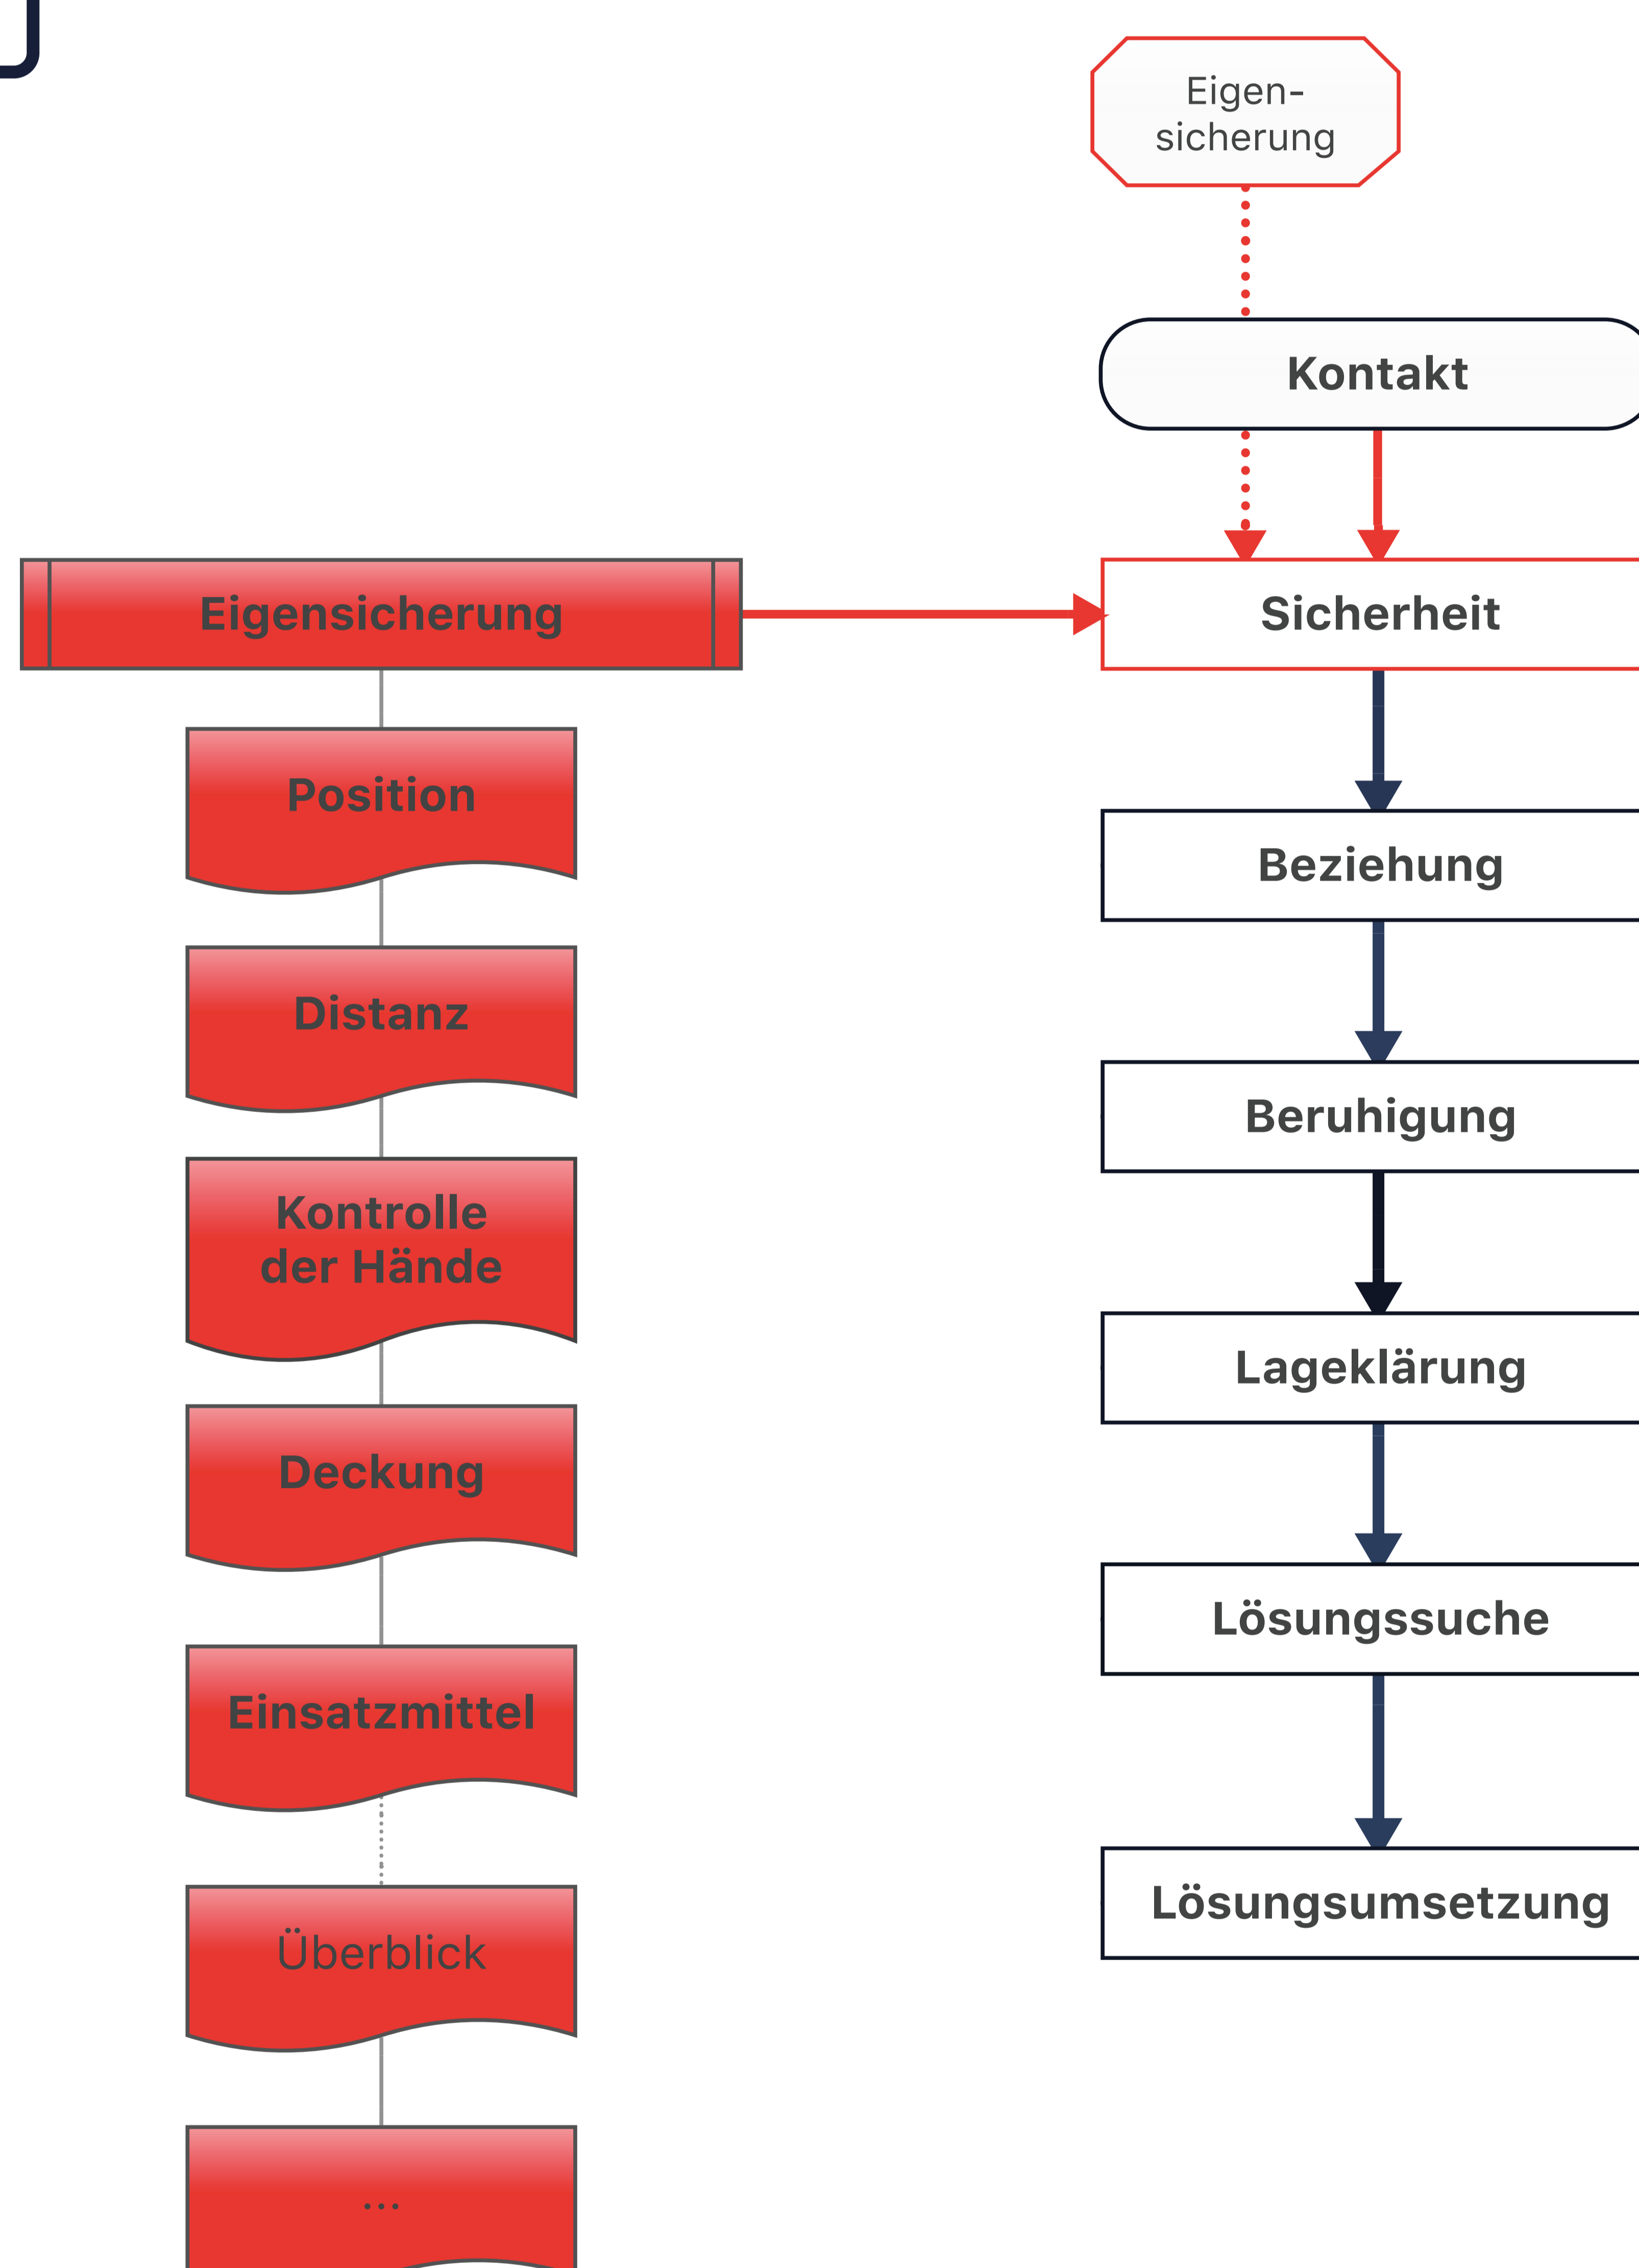 Eigen-
sicherung
Kontakt
Eigensicherung
Sicherheit
Position
Beziehung
Distanz
Beruhigung
Kontrolle
der Hände
Lageklärung
Deckung
Lösungssuche
Einsatzmittel
Lösungsumsetzung
Überblick
...